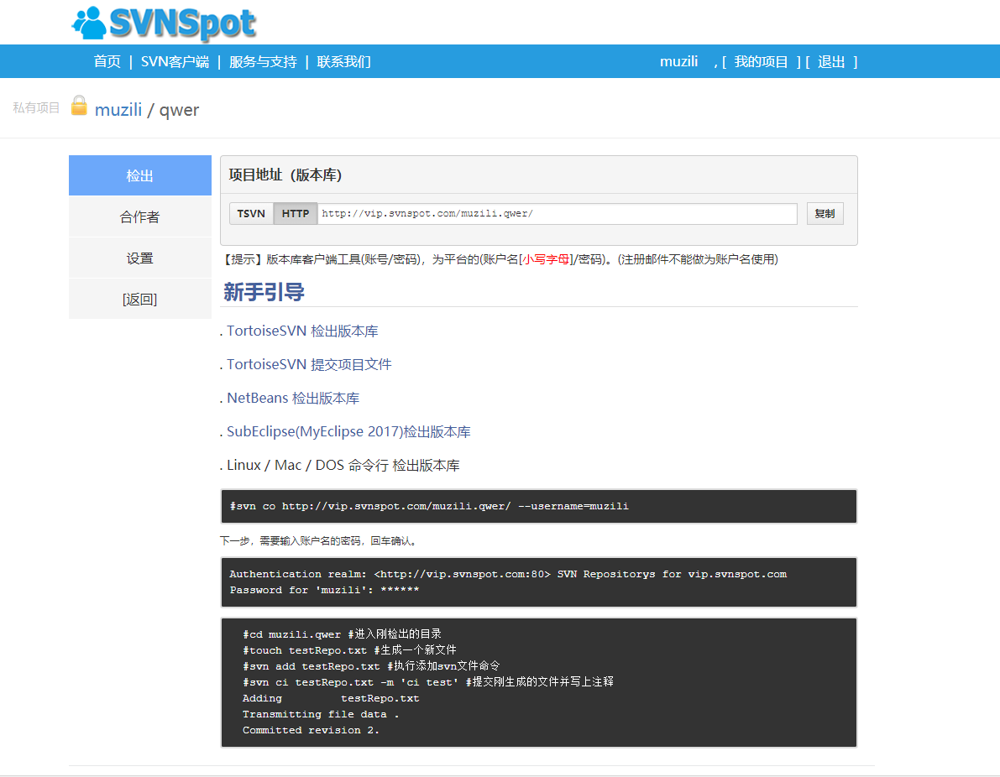 SVNSpot
首页 | SVN客户端 | 服务与支持 | 联系我们 muzili , [ 我的项目 ] [ 退出 ]
私有项目 muzili / qwer
检出
合作者
设置
[返回]
项目地址（版本库）
TSVN HTTP http://vip.svnspot.com/muzili.qwer/ 复制
【提示】版本库客户端工具(账号/密码)，为平台的(账户名[小写字母]/密码)。(注册邮件不能做为账户名使用)
新手引导
. TortoiseSVN 检出版本库
. TortoiseSVN 提交项目文件
. NetBeans 检出版本库
. SubEclipse(MyEclipse 2017)检出版本库
. Linux / Mac / DOS 命令行 检出版本库
#svn co http://vip.svnspot.com/muzili.qwer/ --username=muzili
下一步，需要输入账户名的密码，回车确认。
Authentication realm: <http://vip.svnspot.com:80> SVN Repositorys for vip.svnspot.com
Password for 'muzili': ******
#cd muzili.qwer #进入刚检出的目录
#touch testRepo.txt #生成一个新文件
#svn add testRepo.txt #执行添加svn文件命令
#svn ci testRepo.txt -m 'ci test' #提交刚生成的文件并写上注释
Adding testRepo.txt
Transmitting file data .
Committed revision 2.